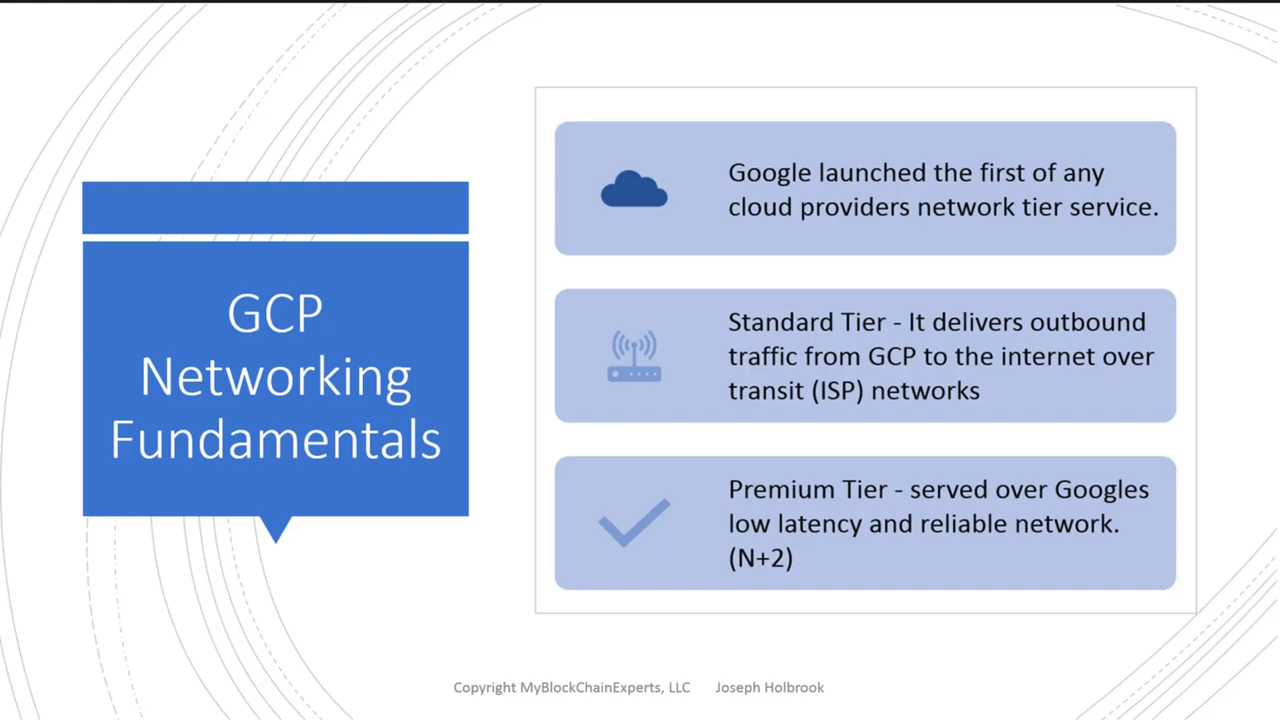 GCP
Networking
Fundamentals
Google launched the first of any
cloud providers network tier service.
Standard Tier - It delivers outbound
traffic from GCP to the internet over
transit (ISP) networks
Premium Tier - served over Googles
low latency and reliable network.
(N+2)
Copyright MyBlockChainExperts, LLC Joseph Holbrook